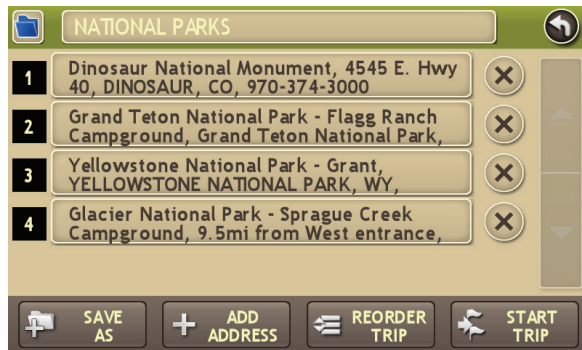 NATIONAL PARKS
1
Dinosaur National Monument, 4545 E. Hwy
40, DINOSAUR, CO, 970-374-3000
2
Grand Teton National Park - Flagg Ranch
Campground, Grand Teton National Park,
3
Yellowstone National Park - Grant,
YELLOWSTONE NATIONAL PARK, WY,
4
Glacier National Park - Sprague Creek
Campground, 9.5mi from West entrance,
SAVE
AS
ADD
ADDRESS
REORDER
TRIP
START
TRIP